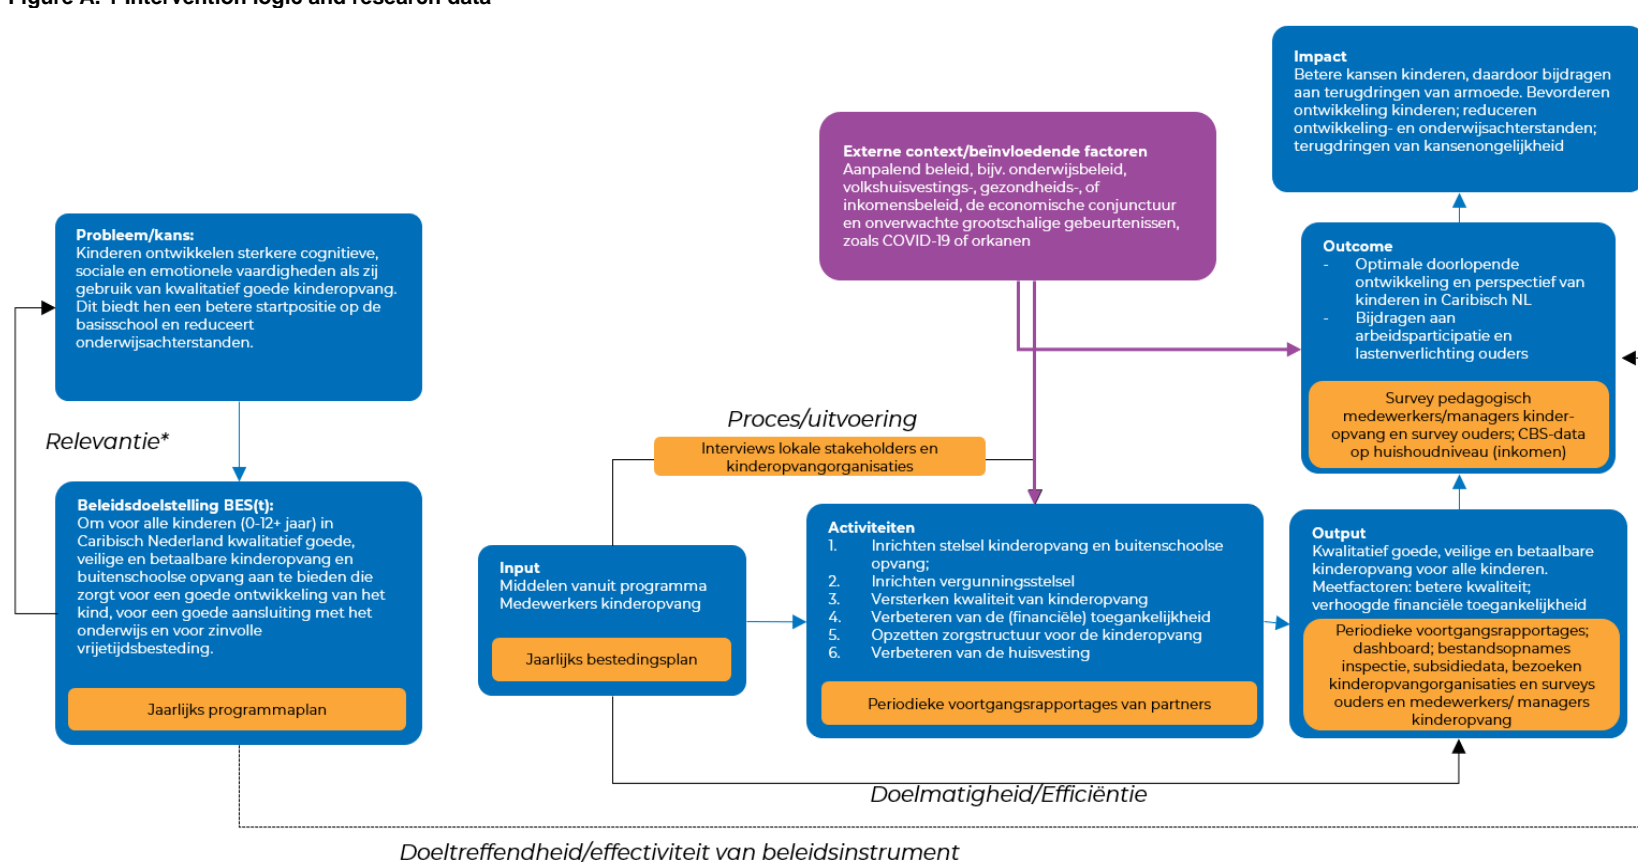 Figure A. 1 Intervention logic and research data
Impact
Betere kansen kinderen, daardoor bijdragen
aan terugdringen van armoede. Bevorderen
ontwikkeling kinderen; reduceren
ontwikkeling- en onderwijsachterstanden;
terugdringen van kansenongelijkheid
Externe context/beïnvloedende factoren
Aanpalend beleid, bijv. onderwijsbeleid,
volkshuisvestings-, gezondheids-, of
inkomensbeleid, de economische conjunctuur
en onverwachte grootschalige gebeurtenissen,
zoals COVID-19 of orkanen
Probleem/kans:
Kinderen ontwikkelen sterkere cognitieve,
sociale en emotionele vaardigheden als zij
gebruik van kwalitatief goede kinderopvang.
Dit biedt hen een betere startpositie op de
basisschool en reduceert
onderwijsachterstanden.
Outcome
- Optimale doorlopende
ontwikkeling en perspectief van
kinderen in Caribisch NL
- Bijdragen aan
arbeidsparticipatie en
lastenverlichting ouders
Survey pedagogisch
medewerkers/managers kinder-
opvang en survey ouders; CBS-data
op huishoudniveau (inkomen)
Relevantie*
Proces/uitvoering
Interviews lokale stakeholders en
kinderopvangorganisaties
Beleidsdoelstelling BES(t):
Om voor alle kinderen (0-12+ jaar) in
Caribisch Nederland kwalitatief goede,
veilige en betaalbare kinderopvang en
buitenschoolse opvang aan te bieden die
zorgt voor een goede ontwikkeling van het
kind, voor een goede aansluiting met het
onderwijs en voor zinvolle
vrijetijdsbesteding.
Jaarlijks programmaplan
Input
Middelen vanuit programma
Medewerkers kinderopvang
Jaarlijks bestedingsplan
Activiteiten
1. Inrichten stelsel kinderopvang en buitenschoolse
opvang;
2. Inrichten vergunningsstelsel
3. Versterken kwaliteit van kinderopvang
4. Verbeteren van de (financiële) toegankelijkheid
5. Opzetten zorgstructuur voor de kinderopvang
6. Verbeteren van de huisvesting
Periodieke voortgangsrapportages van partners
Output
Kwalitatief goede, veilige en betaalbare
kinderopvang voor alle kinderen.
Meetfactoren: betere kwaliteit;
verhoogde financiële toegankelijkheid
Periodieke voortgangsrapportages;
dashboard; bestandsopnames
inspectie, subsidiedata, bezoeken
kinderopvangorganisaties en surveys
ouders en medewerkers/ managers
kinderopvang
Doelmatigheid/Efficiëntie
Doeltreffendheid/effectiviteit van beleidsinstrument